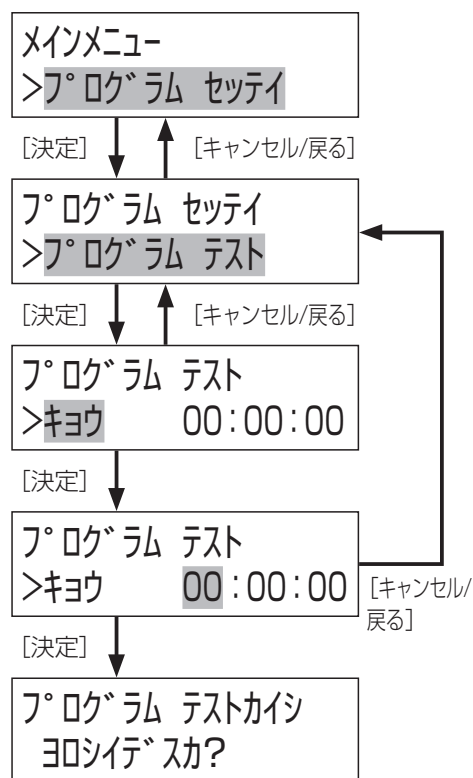 メインメニュー
>プログラム セッテイ
[決定] [キャンセル/戻る]
プログラム セッテイ
>プログラム テスト
[決定] [キャンセル/戻る]
プログラム テスト
>キョウ 00:00:00
[決定]
プログラム テスト
>キョウ 00:00:00
[キャンセル/
戻る]
[決定]
プログラム テストカイシ
ヨロシイデスカ?